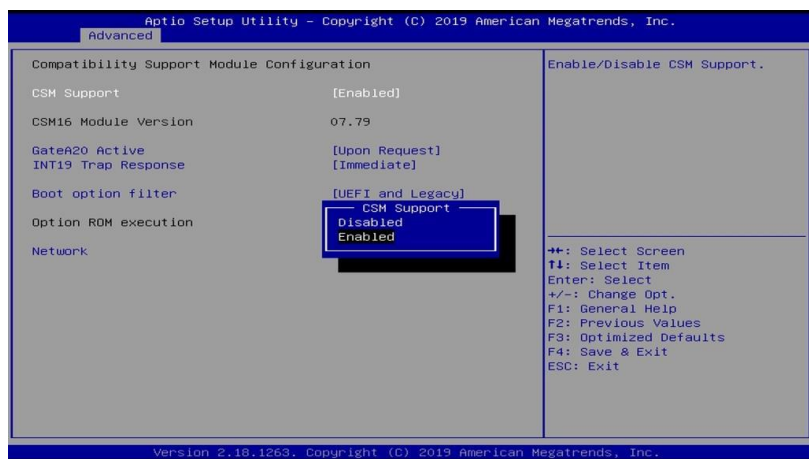 Aptio Setup Utility – Copyright (C) 2019 American Megatrends, Inc.
Advanced
Compatibility Support Module Configuration
CSM Support [Enabled]
CSM16 Module Version 07.79
GateA20 Active [Upon Request]
INT19 Trap Response [Immediate]
Boot option filter [UEFI and Legacy]
Option ROM execution
Network
CSM Support
Disabled
Enabled
Enable/Disable CSM Support.
→←: Select Screen
↑↓: Select Item
Enter: Select
+/-: Change Opt.
F1: General Help
F2: Previous Values
F3: Optimized Defaults
F4: Save & Exit
ESC: Exit
Version 2.18.1263. Copyright (C) 2019 American Megatrends, Inc.